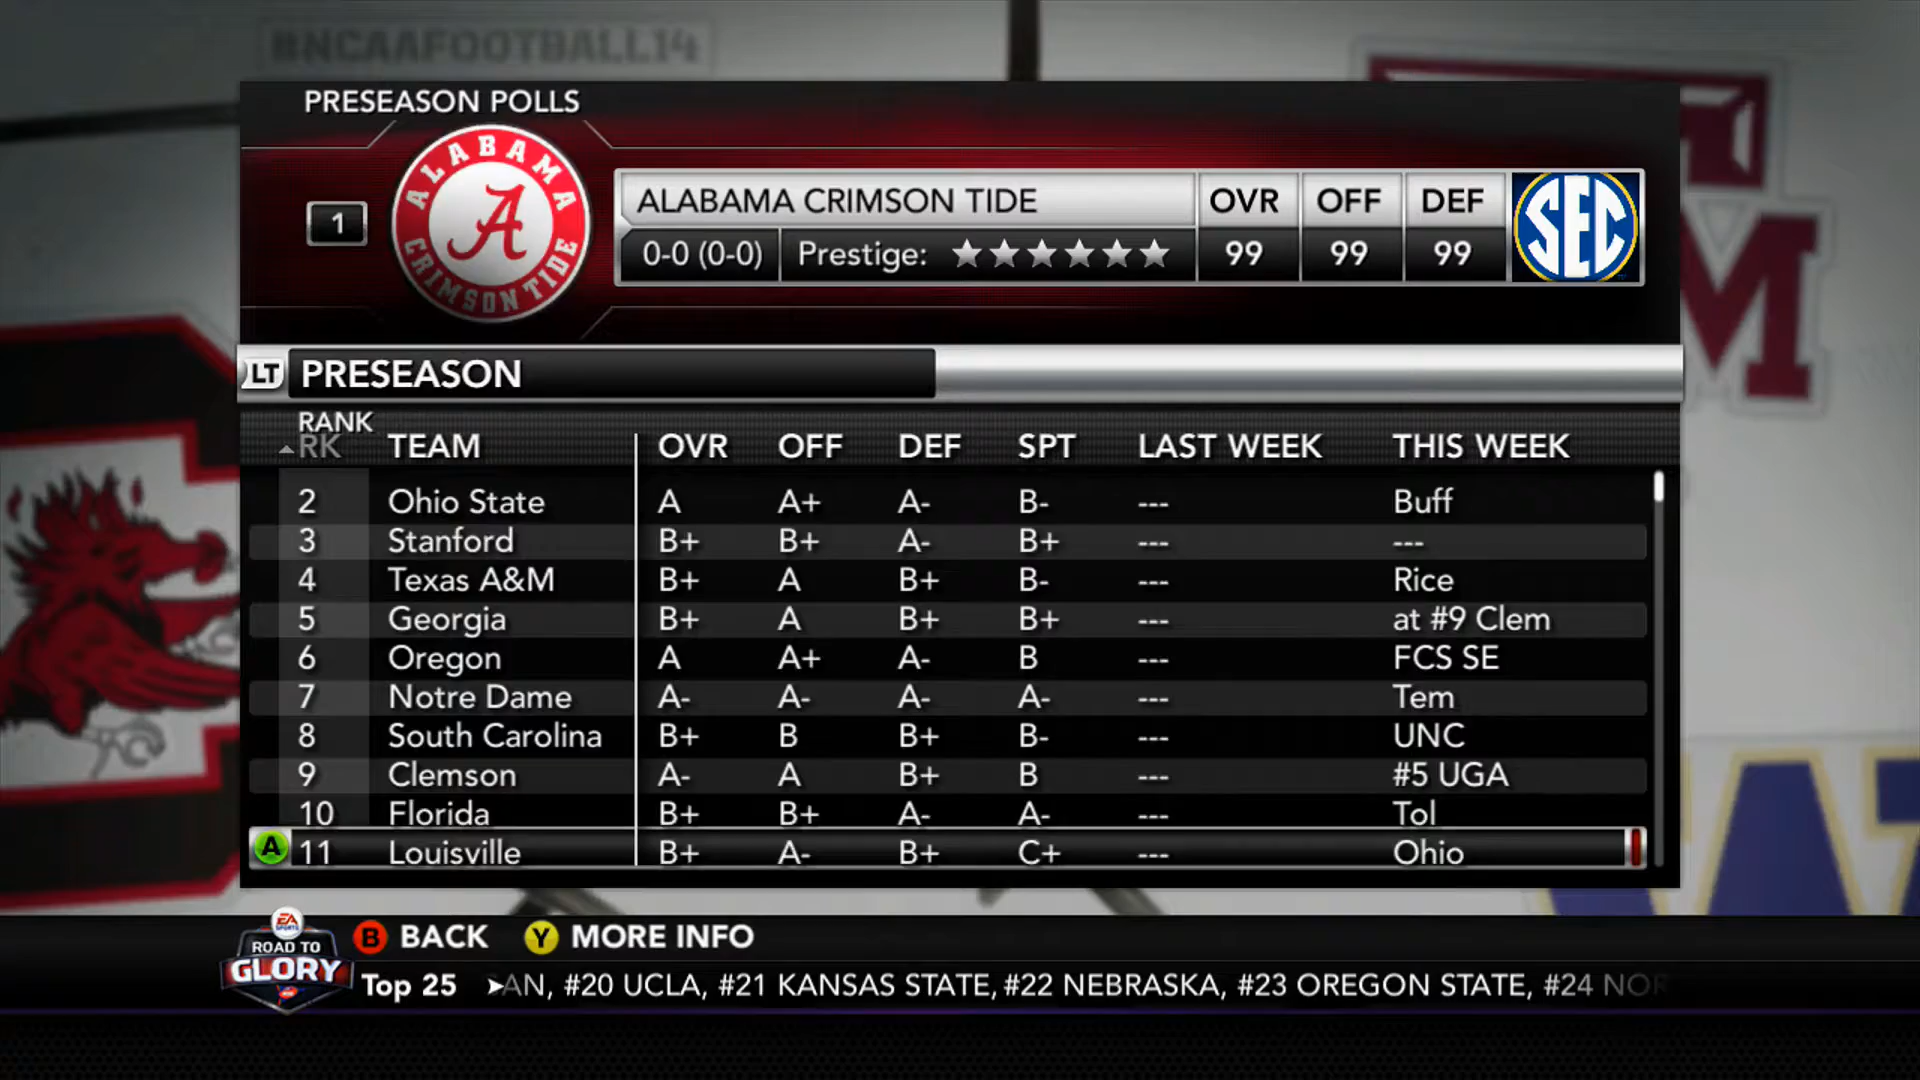 #NCAAFOOTBALL14
PRESEASON POLLS
1
ALABAMA CRIMSON TIDE
A
ALABAMA CRIMSON TIDE OVR OFF DEF
SEC
0-0 (0-0) Prestige: 99 99 99
M
LT PRESEASON
RANK
RK TEAM OVR OFF DEF SPT LAST WEEK THIS WEEK
2 Ohio State A A+ A- B- --- Buff
3 Stanford B+ B+ A- B+ --- ---
4 Texas A&M B+ A B+ B- --- Rice
5 Georgia B+ A B+ B+ --- at #9 Clem
6 Oregon A A+ A- B --- FCS SE
7 Notre Dame A- A- A- A- --- Tem
8 South Carolina B+ B B+ B- --- UNC
9 Clemson A- A B+ B --- #5 UGA
10 Florida B+ B+ A- A- --- Tol
A 11 Louisville B+ A- B+ C+ --- Ohio
EA SPORTS
ROAD TO
GLORY
B BACK Y MORE INFO
Top 25 AN, #20 UCLA, #21 KANSAS STATE, #22 NEBRASKA, #23 OREGON STATE, #24 NOR